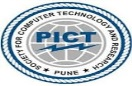 SOCIETY FOR COMPUTER TECHNOLOGY AND RESEARCH
PICT
★ PUNE ★